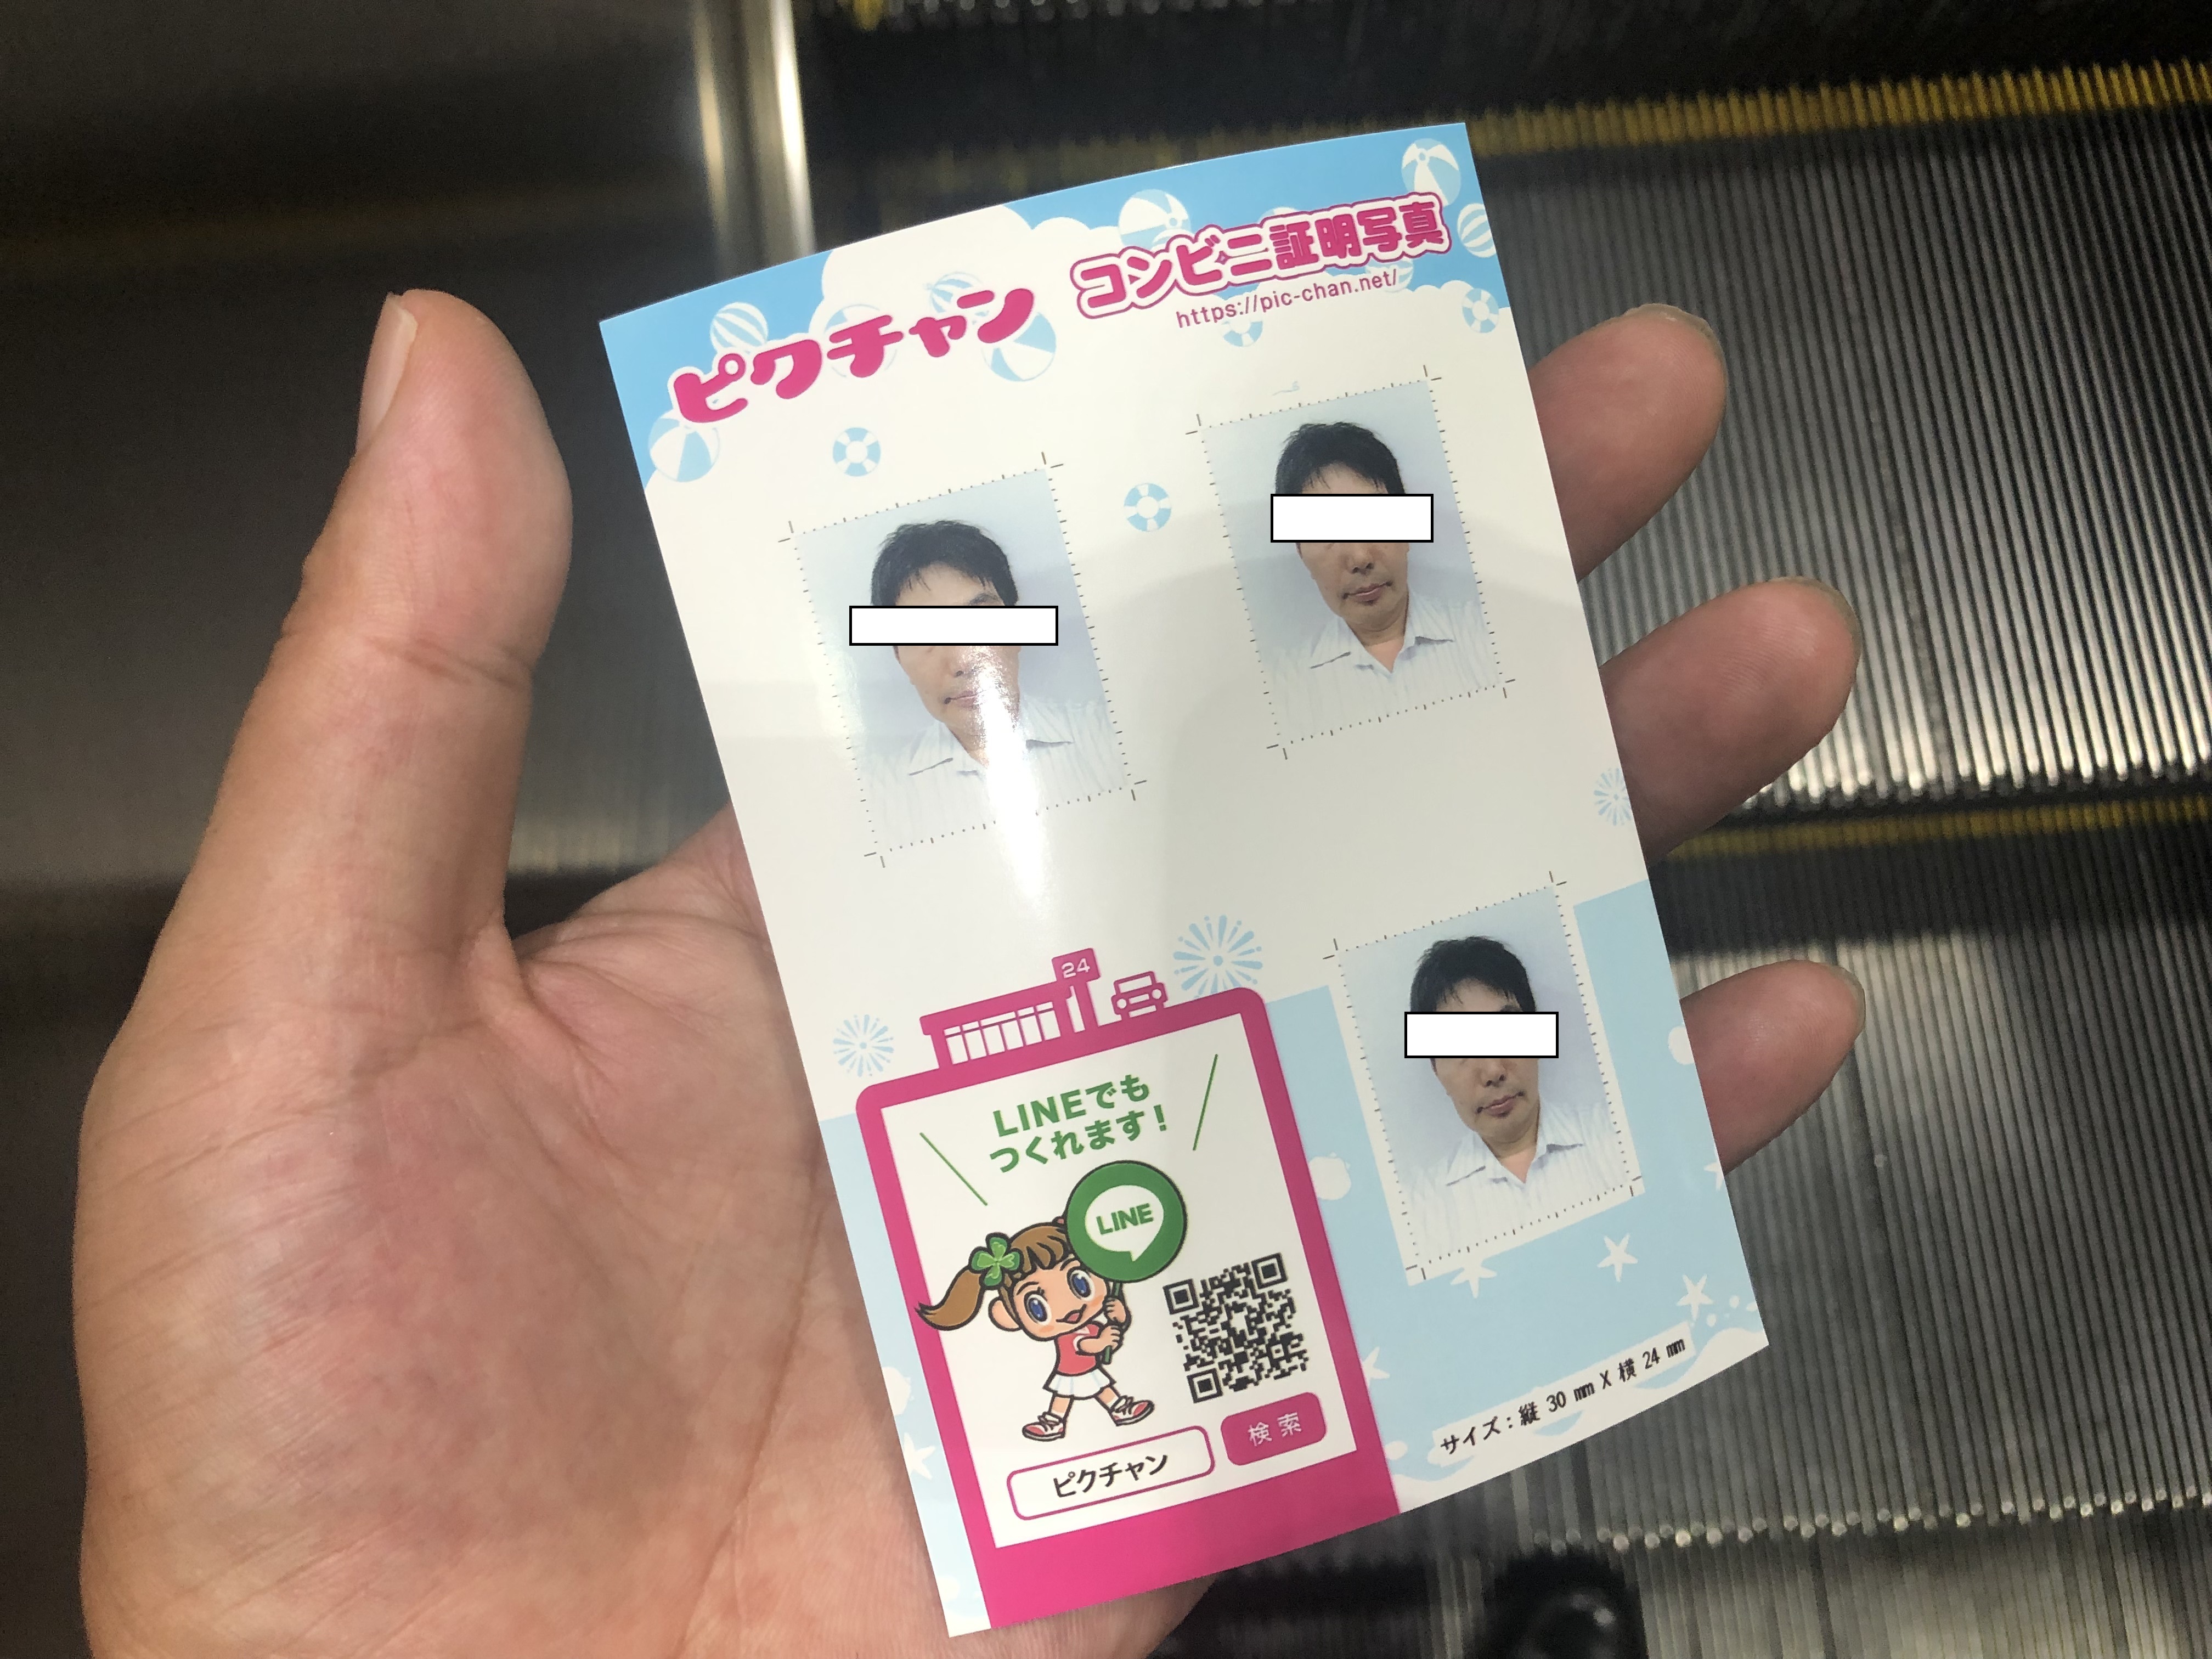 ピクチャン
コンビニ証明写真
https://pic-chan.net/
24
LINEでも
つくれます!
LINE
ピクチャン
検索
サイズ:縦 30 mm X 横 24 mm